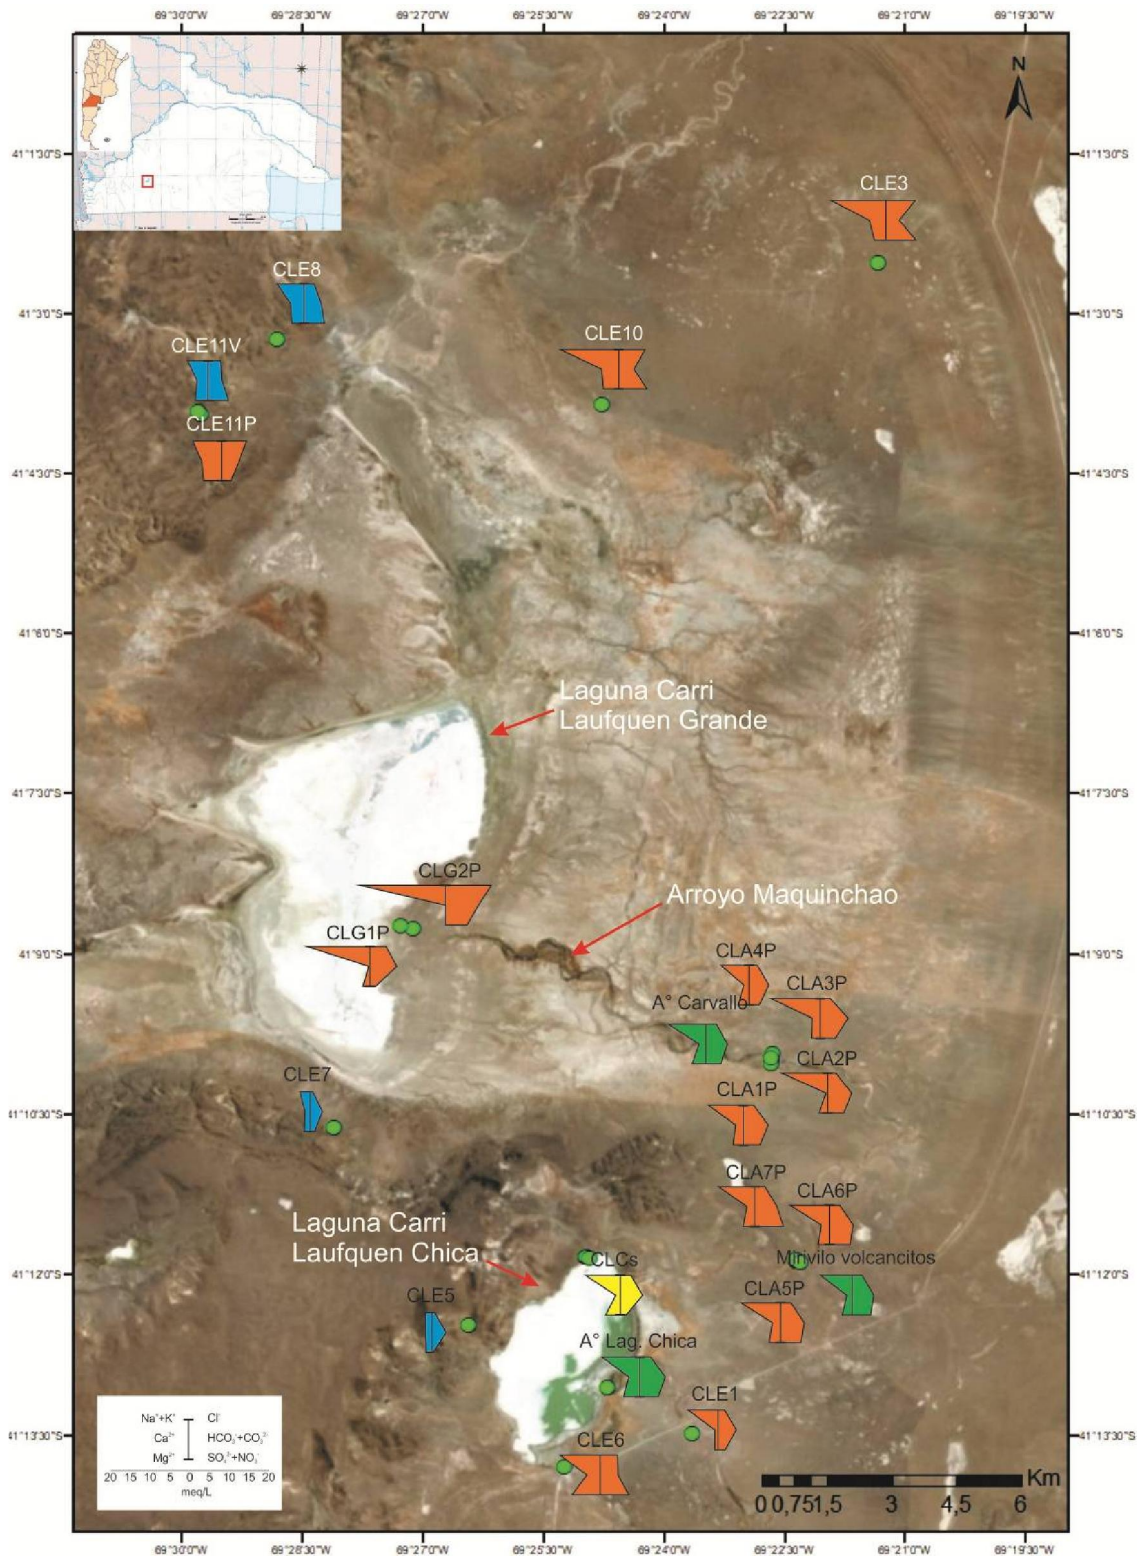 69°30'0"W 69°28'30"W 69°27'0"W 69°25'30"W 69°24'0"W 69°22'30"W 69°21'0"W 69°19'30"W
N
41°1'30"S 41°1'30"S
CLE3
CLE8
41°3'0"S 41°3'0"S
CLE11V
CLE10
CLE11P
41°4'30"S 41°4'30"S
41°6'0"S 41°6'0"S
Laguna Carri
Laufquen Grande
41°7'30"S 41°7'30"S
CLG2P
Arroyo Maquinchao
CLG1P
41°9'0"S 41°9'0"S
CLA4P
CLA3P
A° Carvallo
CLA2P
CLE7
CLA1P
41°10'30"S 41°10'30"S
CLA7P
CLA6P
Laguna Carri
Laufquen Chica
Mirivilo volcancitos
CLCs
41°12'0"S 41°12'0"S
CLE5
CLA5P
A° Lag. Chica
CLE1
Na⁺+K⁺ Cl⁻
Ca²⁺ HCO₃⁻+CO₃²⁻
Mg²⁺ SO₄²⁻+NO₃⁻
20 15 10 5 0 5 10 15 20
meq/L
41°13'30"S 41°13'30"S
CLE6
Km
0 0,75 1,5 3 4,5 6
69°30'0"W 69°28'30"W 69°27'0"W 69°25'30"W 69°24'0"W 69°22'30"W 69°21'0"W 69°19'30"W